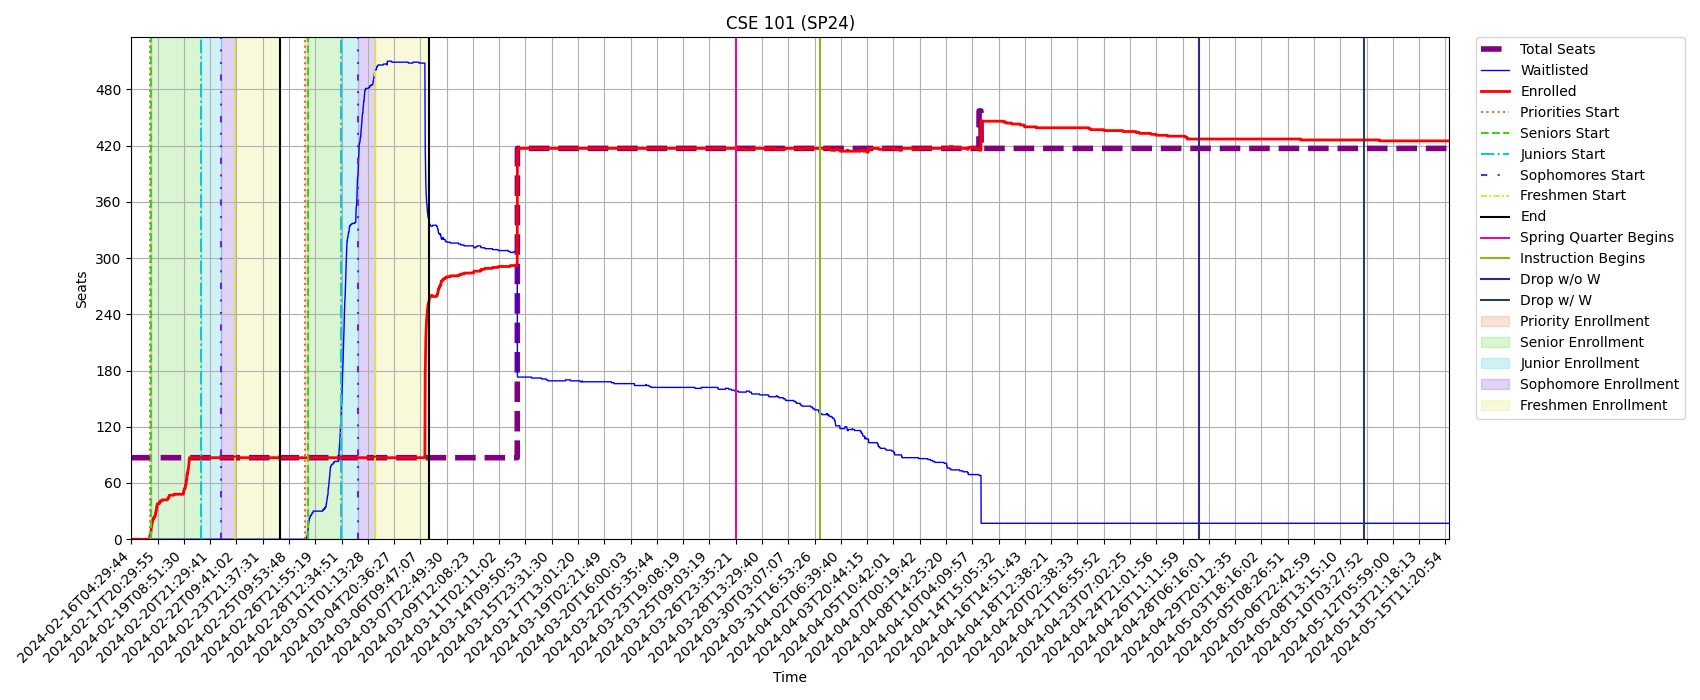 CSE 101 (SP24)
Seats
480
420
360
300
240
180
120
60
0
2024-02-16T04:29:44
2024-02-17T20:29:55
2024-02-19T08:51:30
2024-02-20T21:29:41
2024-02-22T09:41:02
2024-02-23T21:37:31
2024-02-25T09:53:48
2024-02-26T21:55:19
2024-02-28T12:34:51
2024-03-01T01:13:28
2024-03-04T20:36:27
2024-03-06T09:47:07
2024-03-07T22:49:30
2024-03-09T12:08:23
2024-03-11T02:11:02
2024-03-14T09:50:53
2024-03-15T23:31:30
2024-03-17T13:01:20
2024-03-19T02:21:49
2024-03-20T16:00:03
2024-03-22T05:35:44
2024-03-23T19:08:19
2024-03-25T09:03:19
2024-03-26T23:35:21
2024-03-28T13:29:40
2024-03-30T03:07:07
2024-03-31T16:53:26
2024-04-02T06:39:40
2024-04-03T20:44:15
2024-04-05T10:42:01
2024-04-07T00:19:42
2024-04-08T14:25:20
2024-04-10T04:09:57
2024-04-14T15:05:32
2024-04-16T14:51:43
2024-04-18T12:38:21
2024-04-20T02:38:33
2024-04-21T16:55:52
2024-04-23T07:02:25
2024-04-24T21:01:56
2024-04-26T11:11:59
2024-04-28T06:16:01
2024-04-29T20:12:35
2024-05-03T18:16:02
2024-05-05T08:26:51
2024-05-06T22:42:59
2024-05-08T13:15:10
2024-05-10T03:27:52
2024-05-12T05:59:00
2024-05-13T21:18:13
2024-05-15T11:20:54
Time
Total Seats
Waitlisted
Enrolled
Priorities Start
Seniors Start
Juniors Start
Sophomores Start
Freshmen Start
End
Spring Quarter Begins
Instruction Begins
Drop w/o W
Drop w/ W
Priority Enrollment
Senior Enrollment
Junior Enrollment
Sophomore Enrollment
Freshmen Enrollment